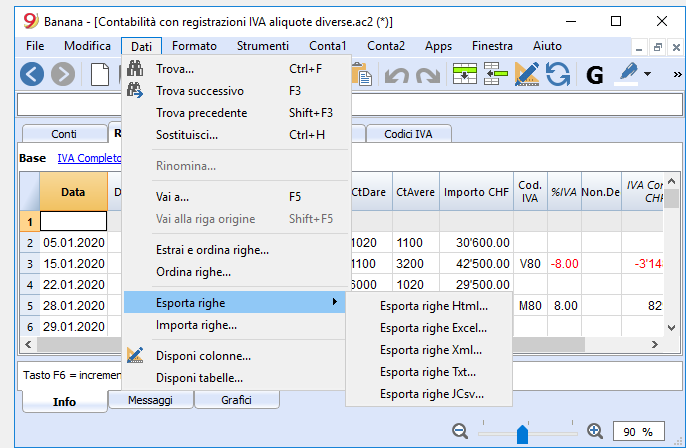 Banana - [Contabilità con registrazioni IVA aliquote diverse.ac2 (*)]
File Modifica Dati Formato Strumenti Conta1 Conta2 Apps Finestra Aiuto
G »
Trova... Ctrl+F
Trova successivo F3
Trova precedente Shift+F3
Sostituisci... Ctrl+H
Rinomina...
Vai a... F5
Vai alla riga origine Shift+F5
Estrai e ordina righe...
Ordina righe...
Esporta righe
Importa righe...
Disponi colonne...
Disponi tabelle...
Esporta righe Html...
Esporta righe Excel...
Esporta righe Xml...
Esporta righe Txt...
Esporta righe JCsv...
Conti R Codici IVA
Base IVA Completo
Data D CtDare CtAvere Importo CHF Cod. IVA %IVA Non.De IVA Con CHF
1
2 05.01.2020 1020 1100 30'600.00
3 15.01.2020 1100 3200 42'500.00 V80 -8.00 -3'14
4 22.01.2020 6000 1020 29'500.00
5 28.01.2020 M80 8.00 82
6 29.01.2020
Tasto F6 = increment
Info Messaggi Grafici
90 %